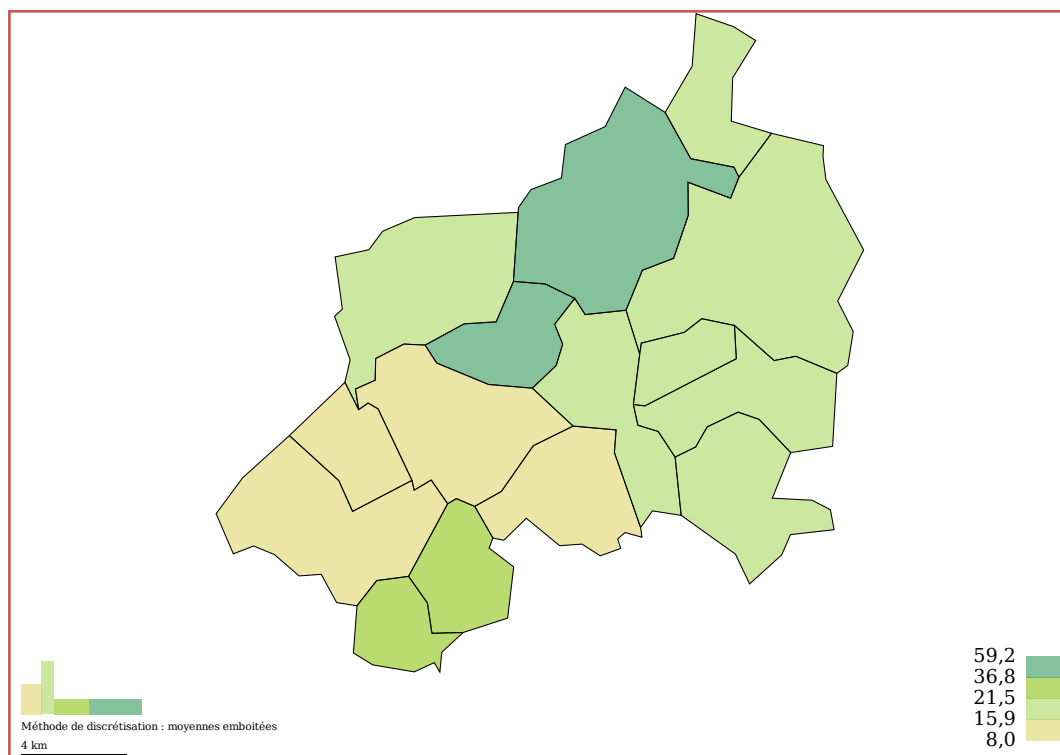 59,2
36,8
21,5
15,9
8,0
Méthode de discrétisation : moyennes emboitées
4 km